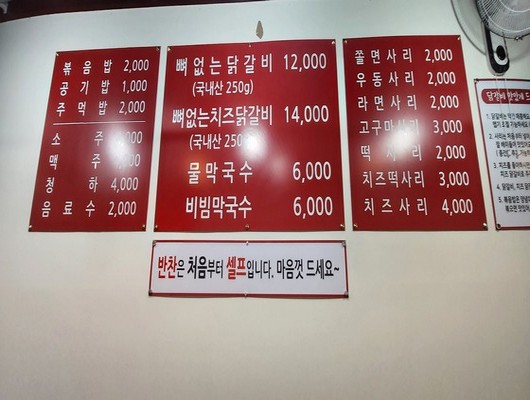 볶음밥 2,000
공기밥 1,000
주먹밥 2,000
소주 ,000
맥주 ,000
청하 4,000
음료수 2,000
뼈없는닭갈비 12,000
(국내산 250g)
뼈없는치즈닭갈비 14,000
(국내산 250
물막국수 6,000
비빔막국수 6,000
쫄면사리 2,000
우동사리 2,000
라면사리 2,000
고구마사리 3,000
떡사리 2,000
치즈떡사리 3,000
치즈사리 4,000
반찬은 처음부터 셀프입니다. 마음껏 드세요~